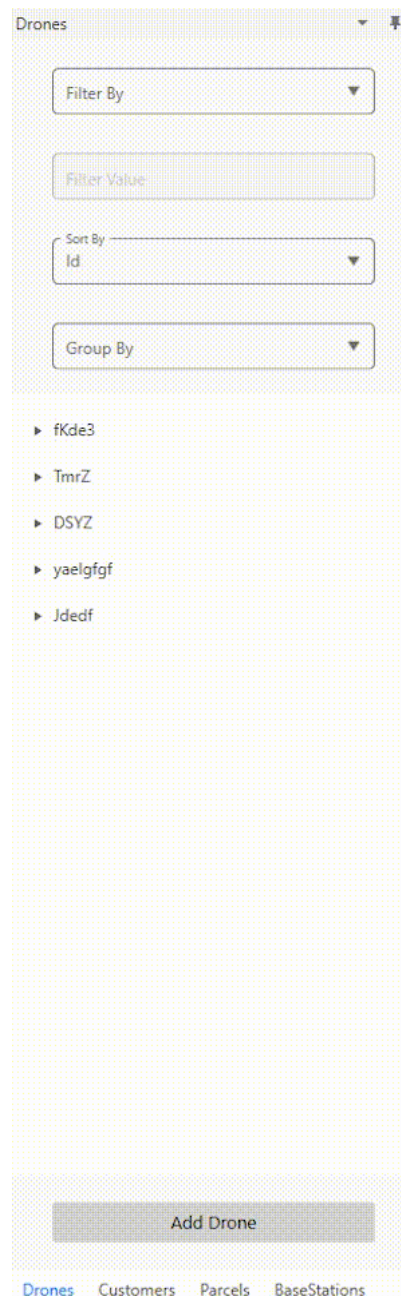 Drones
Filter By
Filter Value
Sort By
Id
Group By
fKde3
TmrZ
DSYZ
yaelgfgf
Jdedf
Add Drone
Drones Customers Parcels BaseStations